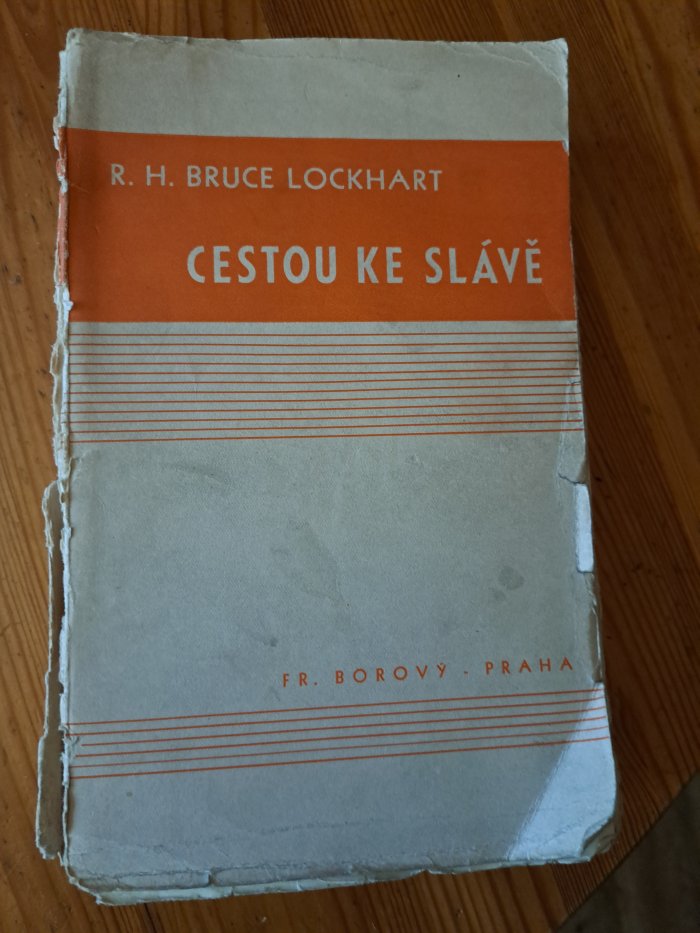 R. H. BRUCE LOCKHART
CESTOU KE SLÁVĚ
FR. BOROVÝ - PRAHA